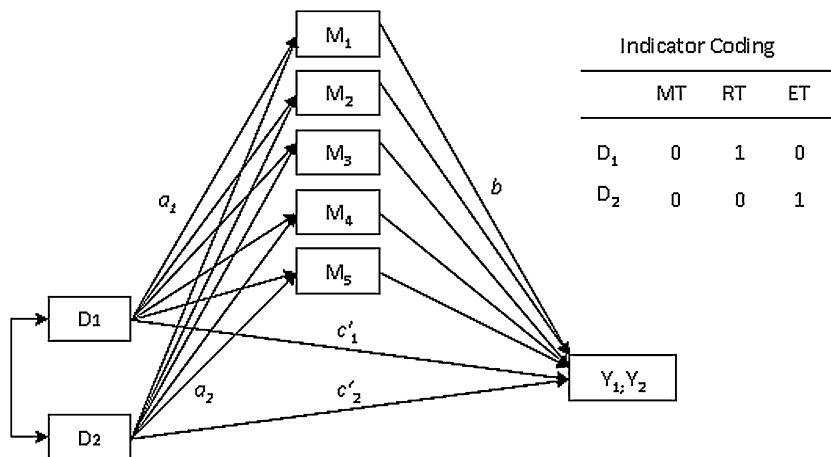 M₁
M₂
M₃
M₄
M₅
a₁
b
D1
D2
c'₁
a₂
c'₂
Y₁;Y₂
Indicator Coding
MT RT ET
D₁ 0 1 0
D₂ 0 0 1